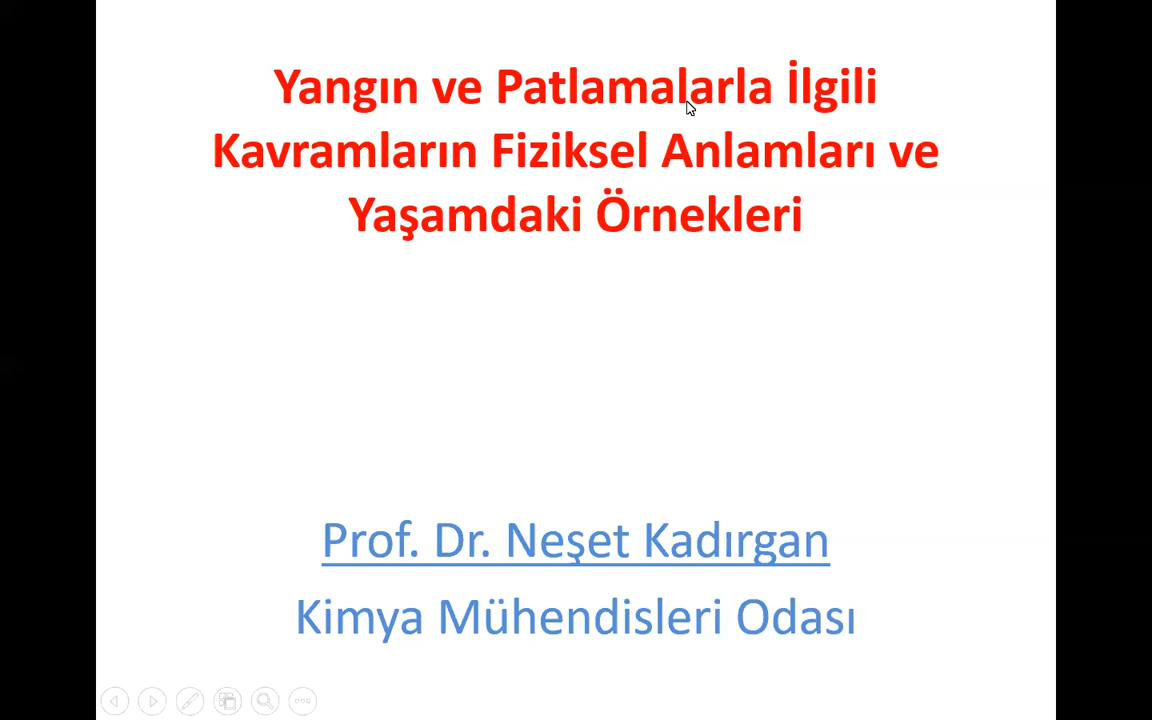 Yangın ve Patlamalarla İlgili
Kavramların Fiziksel Anlamları ve
Yaşamdaki Örnekleri
Prof. Dr. Neşet Kadırgan
Kimya Mühendisleri Odası